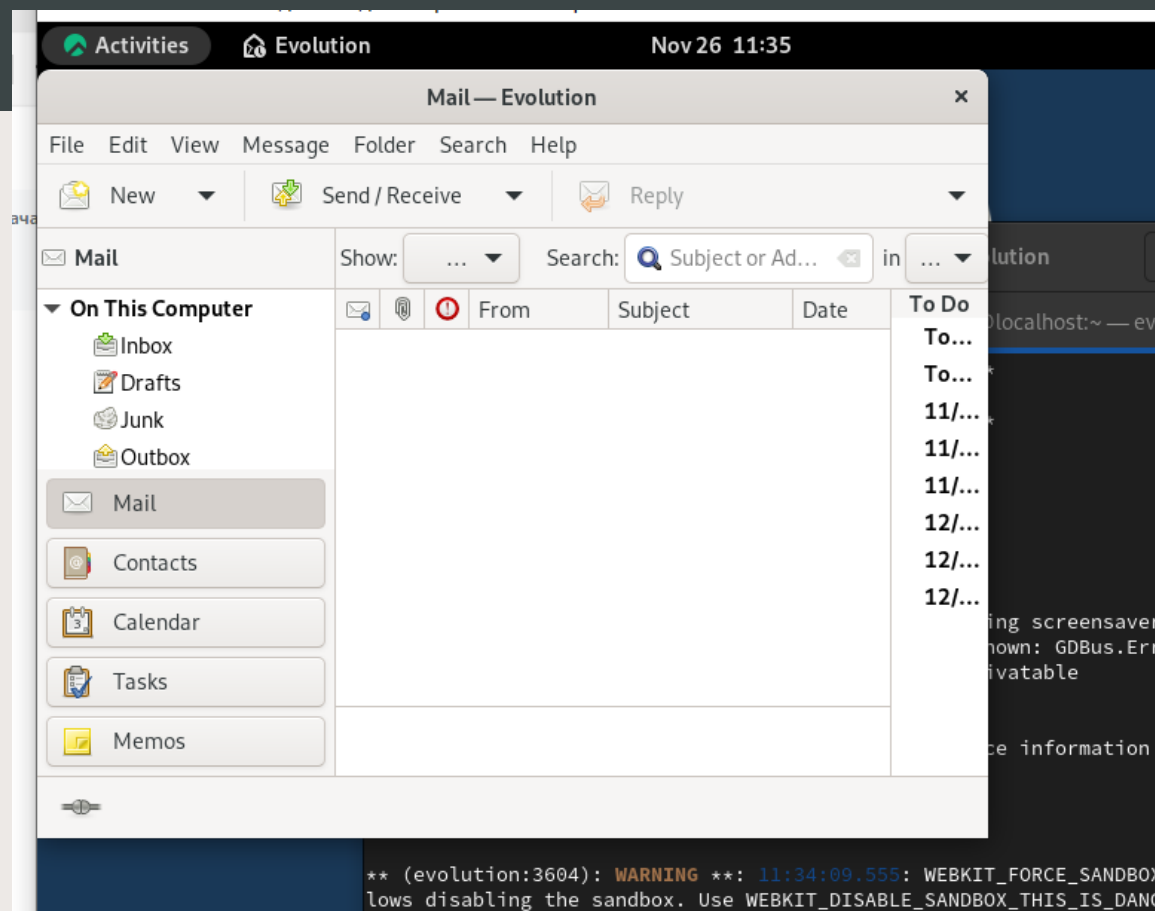 Activities Evolution Nov 26 11:35
Mail — Evolution
File Edit View Message Folder Search Help
New Send / Receive Reply
Mail
Show: ... Search: Subject or Ad... in ...
On This Computer
Inbox
Drafts
Junk
Outbox
Mail
Contacts
Calendar
Tasks
Memos
From Subject Date
To Do
To...
To...
11/...
11/...
11/...
12/...
12/...
12/...
ача
lution
localhost:~ — ev
*
*
ing screensaver
nown: GDBus.Err
ivatable
ce information
** (evolution:3604): WARNING **: 11:34:09.555: WEBKIT_FORCE_SANDBOX
lows disabling the sandbox. Use WEBKIT_DISABLE_SANDBOX_THIS_IS_DANG